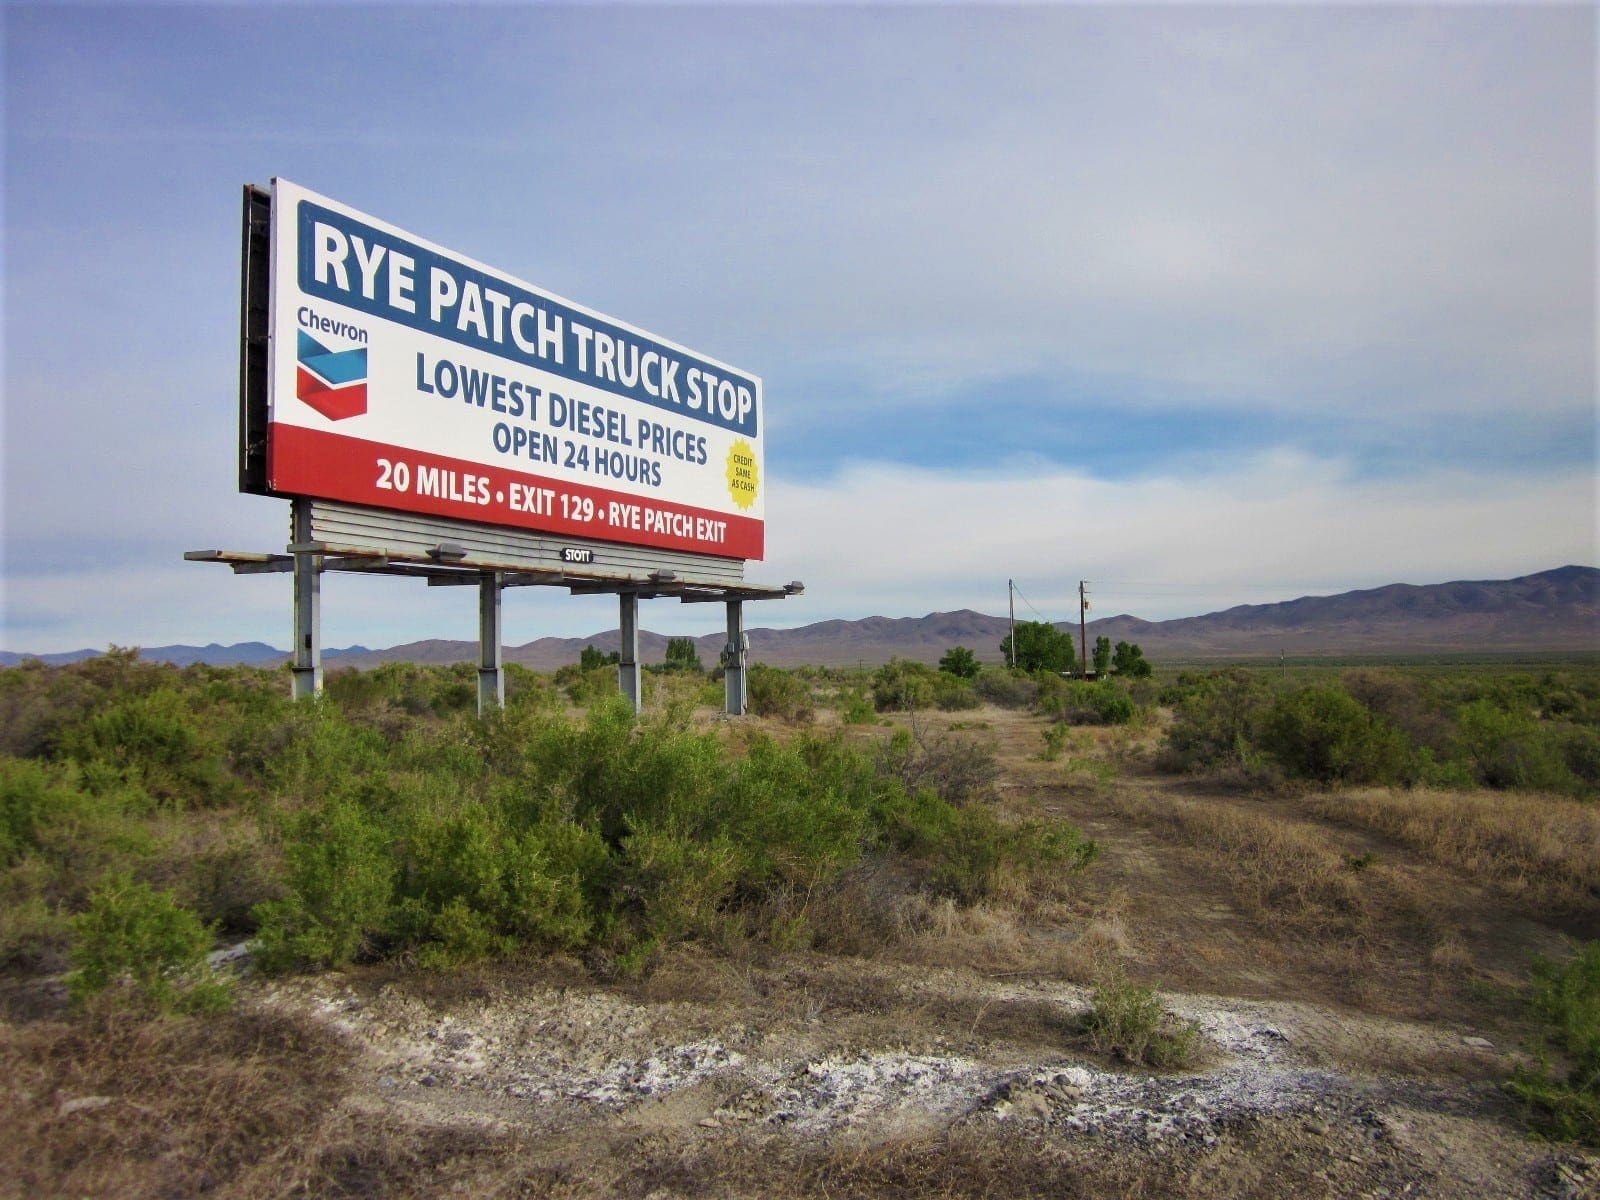 RYE PATCH TRUCK STOP
Chevron
LOWEST DIESEL PRICES
OPEN 24 HOURS
CREDIT
SAME
AS CASH
20 MILES • EXIT 129 • RYE PATCH EXIT
STOTT